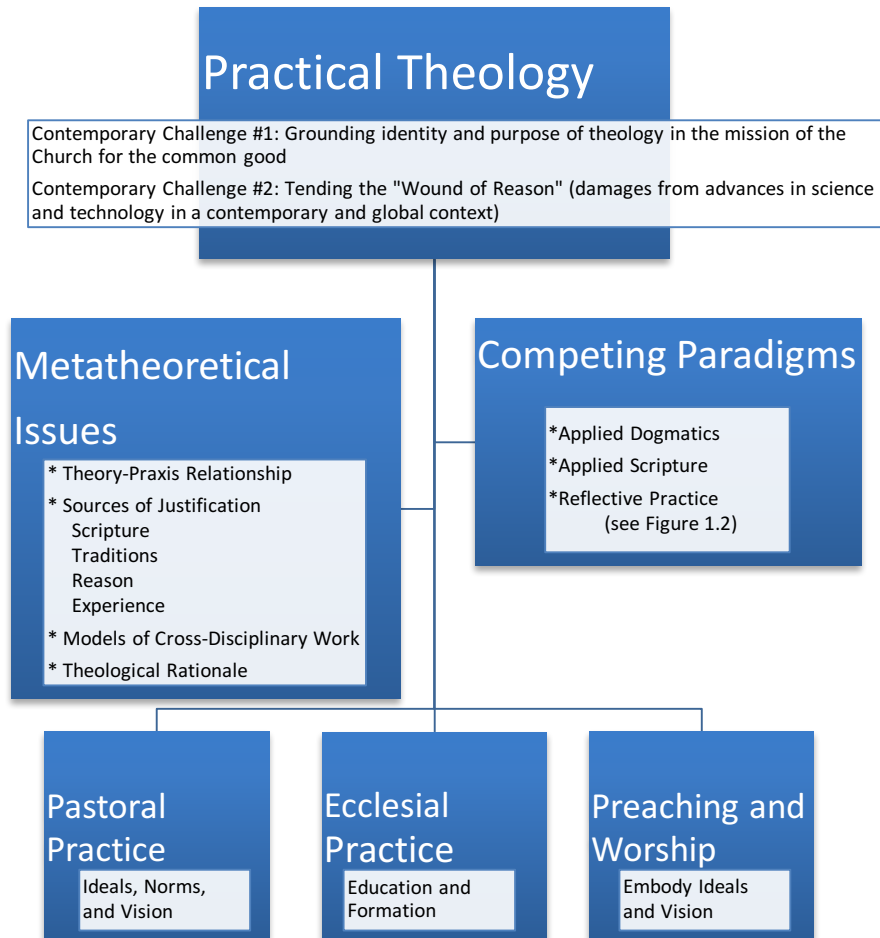 Practical Theology
Contemporary Challenge #1: Grounding identity and purpose of theology in the mission of the
Church for the common good
Contemporary Challenge #2: Tending the "Wound of Reason" (damages from advances in science
and technology in a contemporary and global context)
Metatheoretical
Issues
* Theory-Praxis Relationship
* Sources of Justification
Scripture
Traditions
Reason
Experience
* Models of Cross-Disciplinary Work
* Theological Rationale
Competing Paradigms
*Applied Dogmatics
*Applied Scripture
*Reflective Practice
(see Figure 1.2)
Pastoral
Practice
Ideals, Norms,
and Vision
Ecclesial
Practice
Education and
Formation
Preaching and
Worship
Embody Ideals
and Vision